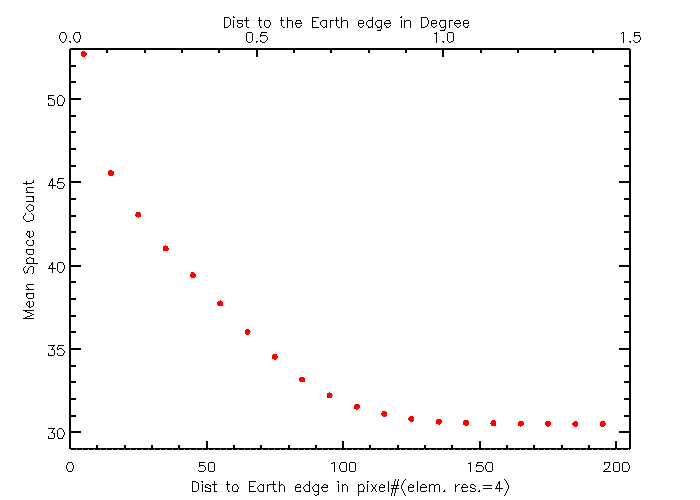 Dist to the Earth edge in Degree
0.0 0.5 1.0 1.5
50
45
40
35
30
Mean Space Count
0 50 100 150 200
Dist to Earth edge in pixel#(elem. res.=4)